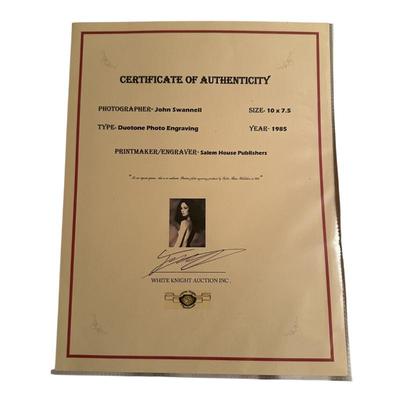 CERTIFICATE OF AUTHENTICITY
PHOTOGRAPHER- John Swannell SIZE- 10 x 7.5
TYPE- Duotone Photo Engraving YEAR- 1985
PRINTMAKER/ENGRAVER- Salem House Publishers
WHITE KNIGHT AUCTION INC.